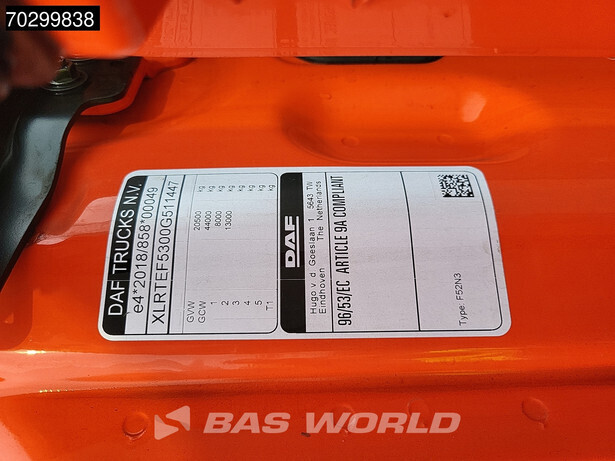 70299838
DAF TRUCKS N.V.
e4*2018/858*00049
XLRTEF5300G511447
GVW 20500 kg
GCW 44000 kg
1 8000 kg
2 13000 kg
3 kg
4 kg
5 kg
T1 kg
DAF
Hugo v. d. Goeslaan 1 5643 TW
Eindhoven The Netherlands
96/53/EC ARTICLE 9A COMPLIANT
Type: F52N3
BAS WORLD